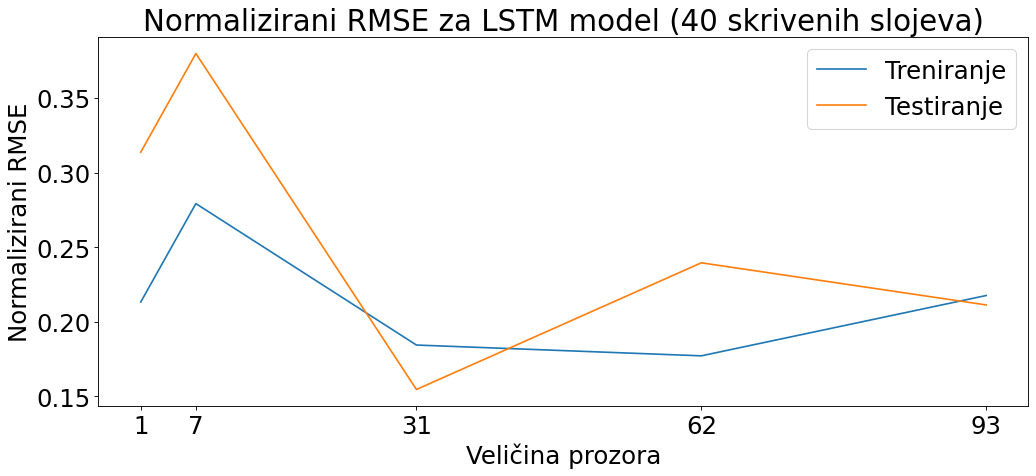 Normalizirani RMSE za LSTM model (40 skrivenih slojeva)
Treniranje
Testiranje
Normalizirani RMSE
0.35
0.30
0.25
0.20
0.15
1 7 31 62 93
Veličina prozora